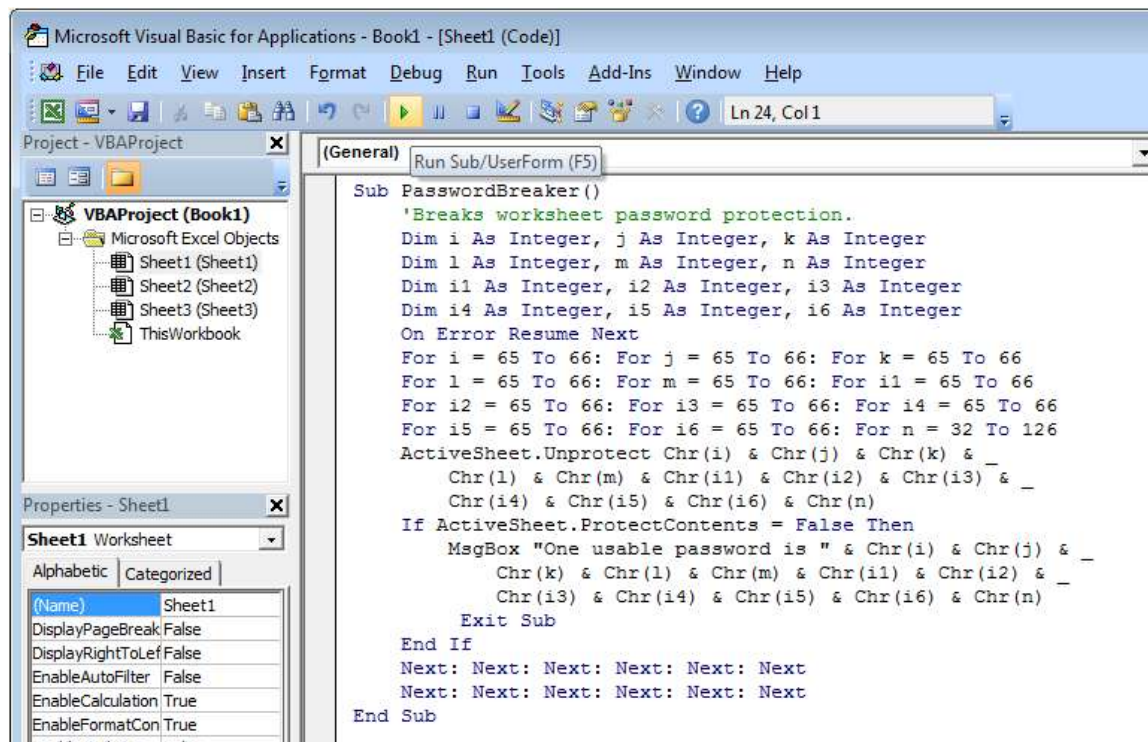 Microsoft Visual Basic for Applications - Book1 - [Sheet1 (Code)]
File Edit View Insert Format Debug Run Tools Add-Ins Window Help
Ln 24, Col 1
Project - VBAProject
VBAProject (Book1)
Microsoft Excel Objects
Sheet1 (Sheet1)
Sheet2 (Sheet2)
Sheet3 (Sheet3)
ThisWorkbook
Properties - Sheet1
Sheet1 Worksheet
Alphabetic Categorized
(Name) Sheet1
DisplayPageBreak False
DisplayRightToLef False
EnableAutoFilter False
EnableCalculation True
EnableFormatCon True
(General)
Run Sub/UserForm (F5)
Sub PasswordBreaker()
'Breaks worksheet password protection.
Dim i As Integer, j As Integer, k As Integer
Dim l As Integer, m As Integer, n As Integer
Dim i1 As Integer, i2 As Integer, i3 As Integer
Dim i4 As Integer, i5 As Integer, i6 As Integer
On Error Resume Next
For i = 65 To 66: For j = 65 To 66: For k = 65 To 66
For l = 65 To 66: For m = 65 To 66: For i1 = 65 To 66
For i2 = 65 To 66: For i3 = 65 To 66: For i4 = 65 To 66
For i5 = 65 To 66: For i6 = 65 To 66: For n = 32 To 126
ActiveSheet.Unprotect Chr(i) & Chr(j) & Chr(k) & _
Chr(l) & Chr(m) & Chr(i1) & Chr(i2) & Chr(i3) & _
Chr(i4) & Chr(i5) & Chr(i6) & Chr(n)
If ActiveSheet.ProtectContents = False Then
MsgBox "One usable password is " & Chr(i) & Chr(j) & _
Chr(k) & Chr(l) & Chr(m) & Chr(i1) & Chr(i2) & _
Chr(i3) & Chr(i4) & Chr(i5) & Chr(i6) & Chr(n)
Exit Sub
End If
Next: Next: Next: Next: Next: Next
Next: Next: Next: Next: Next: Next
End Sub